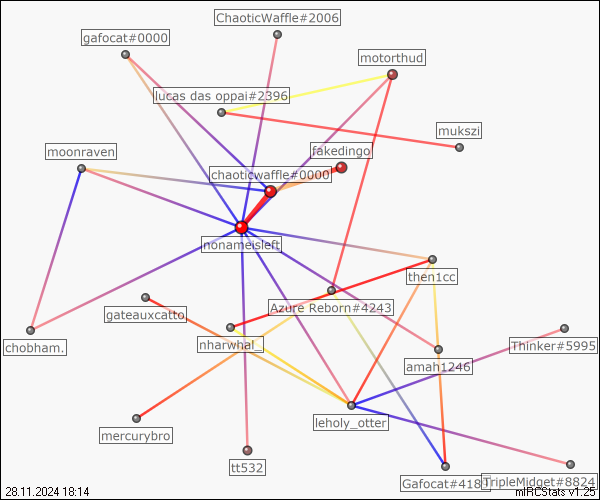 ChaoticWaffle#2006
gafocat#0000
motorthud
lucas das oppai#2396
mukszi
fakedingo
moonraven
chaoticwaffle#0000
nonameisleft
then1cc
Azure Reborn#4243
gateauxcatto
nharwhal_
chobham.
Thinker#5995
amah1246
leholy_otter
mercurybro
tt532
TripleMidget#8824
28.11.2024 18:14
mIRCStats v1.25